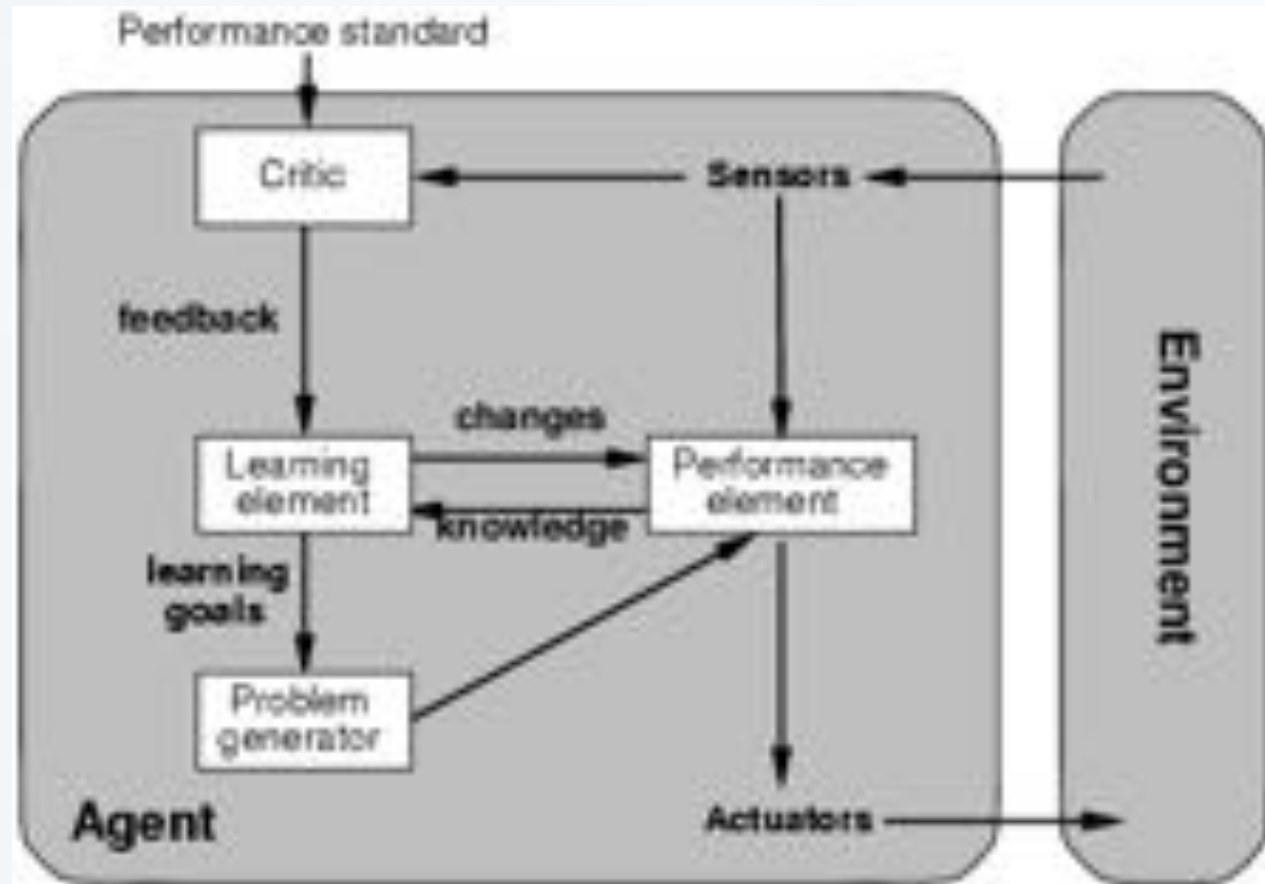 Performance standard
Critic
Sensors
feedback
changes
Learning
element
Performance
element
knowledge
learning
goals
Problem
generator
Agent
Actuators
Environment